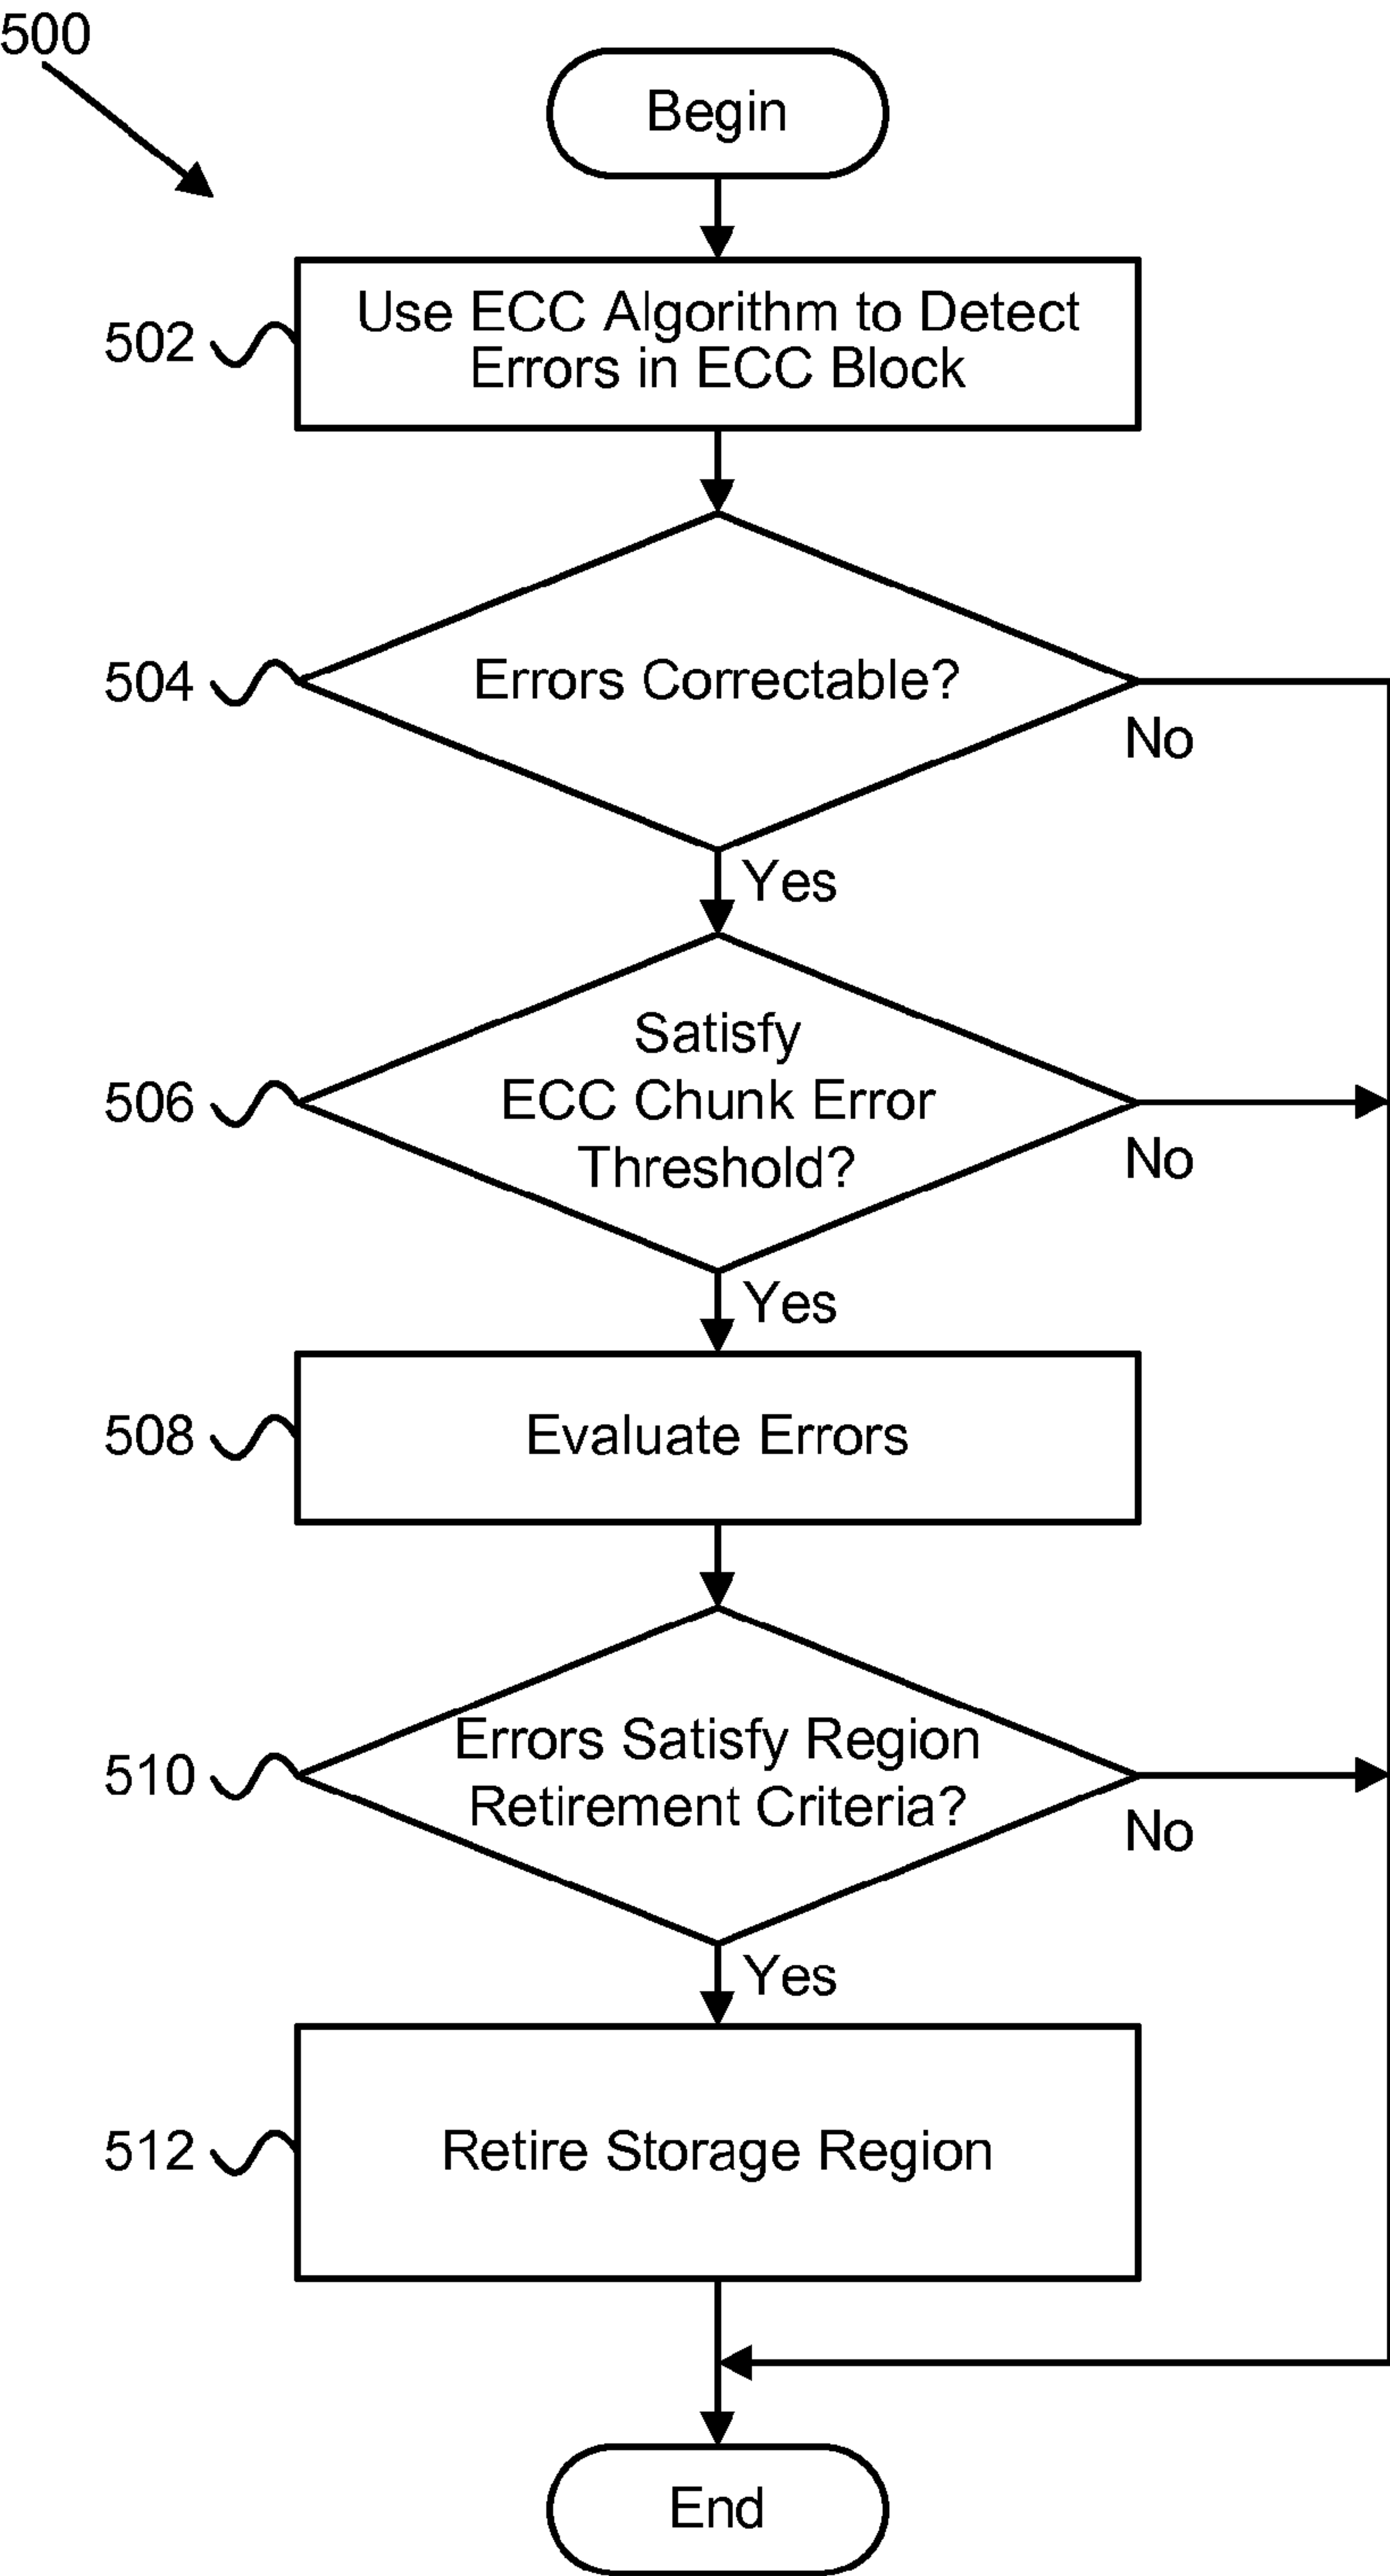 500
Begin
502
Use ECC Algorithm to Detect
Errors in ECC Block
504
Errors Correctable?
No
Yes
506
Satisfy
ECC Chunk Error
Threshold?
No
Yes
508
Evaluate Errors
510
Errors Satisfy Region
Retirement Criteria?
No
Yes
512
Retire Storage Region
End